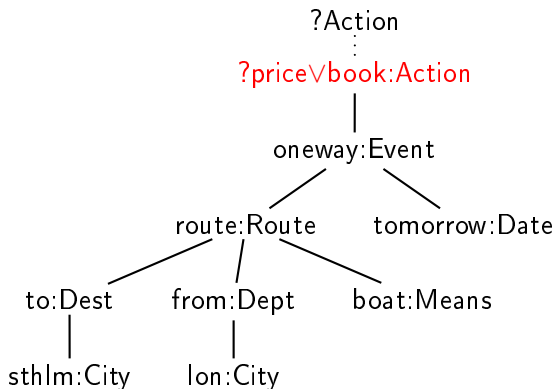 ?Action
?price∨book:Action
oneway:Event
route:Route tomorrow:Date
to:Dest from:Dept boat:Means
sthlm:City lon:City